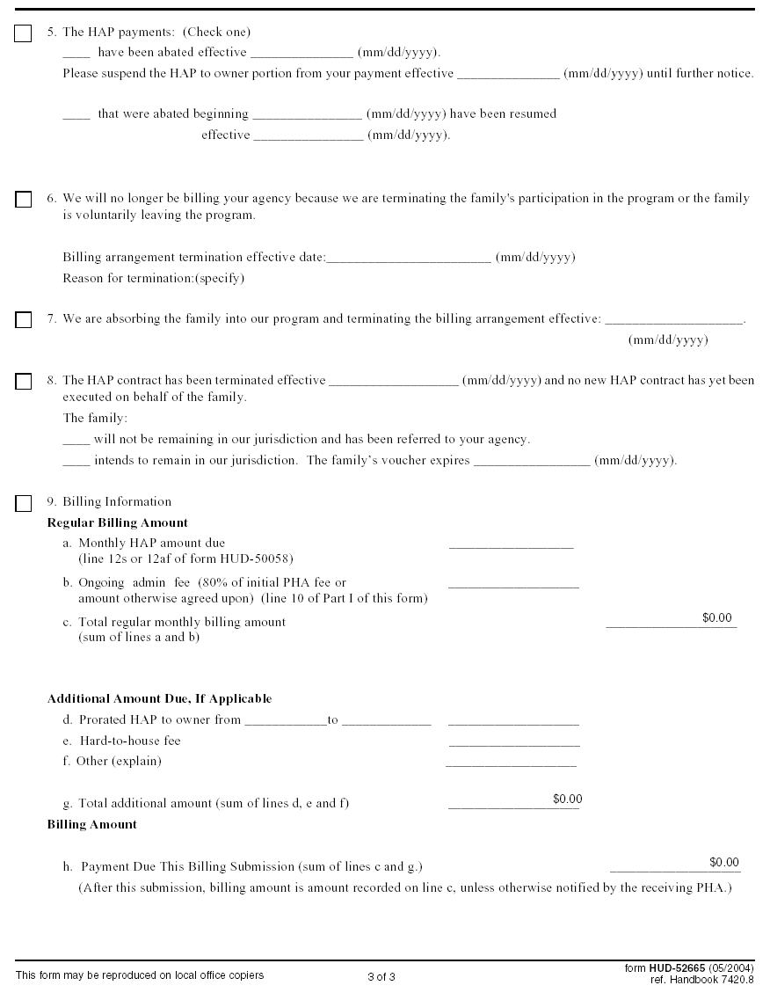 5. The HAP payments: (Check one)
____ have been abated effective _______________ (mm/dd/yyyy).
Please suspend the HAP to owner portion from your payment effective _______________ (mm/dd/yyyy) until further notice.
____ that were abated beginning ________________ (mm/dd/yyyy) have been resumed
effective ________________ (mm/dd/yyyy).
6. We will no longer be billing your agency because we are terminating the family's participation in the program or the family
is voluntarily leaving the program.
Billing arrangement termination effective date:________________________ (mm/dd/yyyy)
Reason for termination:(specify)
7. We are absorbing the family into our program and terminating the billing arrangement effective: ____________________.
(mm/dd/yyyy)
8. The HAP contract has been terminated effective ___________________ (mm/dd/yyyy) and no new HAP contract has yet been
executed on behalf of the family.
The family:
____ will not be remaining in our jurisdiction and has been referred to your agency.
____ intends to remain in our jurisdiction. The family’s voucher expires _________________ (mm/dd/yyyy).
9. Billing Information
Regular Billing Amount
a. Monthly HAP amount due __________________
(line 12s or 12af of form HUD-50058)
b. Ongoing admin fee (80% of initial PHA fee or ___________________
amount otherwise agreed upon) (line 10 of Part I of this form)
c. Total regular monthly billing amount $0.00
(sum of lines a and b)
Additional Amount Due, If Applicable
d. Prorated HAP to owner from ____________to _____________ ___________________
e. Hard-to-house fee ___________________
f. Other (explain) ___________________
g. Total additional amount (sum of lines d, e and f) $0.00
Billing Amount
h. Payment Due This Billing Submission (sum of lines c and g.) $0.00
(After this submission, billing amount is amount recorded on line c, unless otherwise notified by the receiving PHA.)
This form may be reproduced on local office copiers 3 of 3 form HUD-52665 (05/2004)
ref. Handbook 7420.8